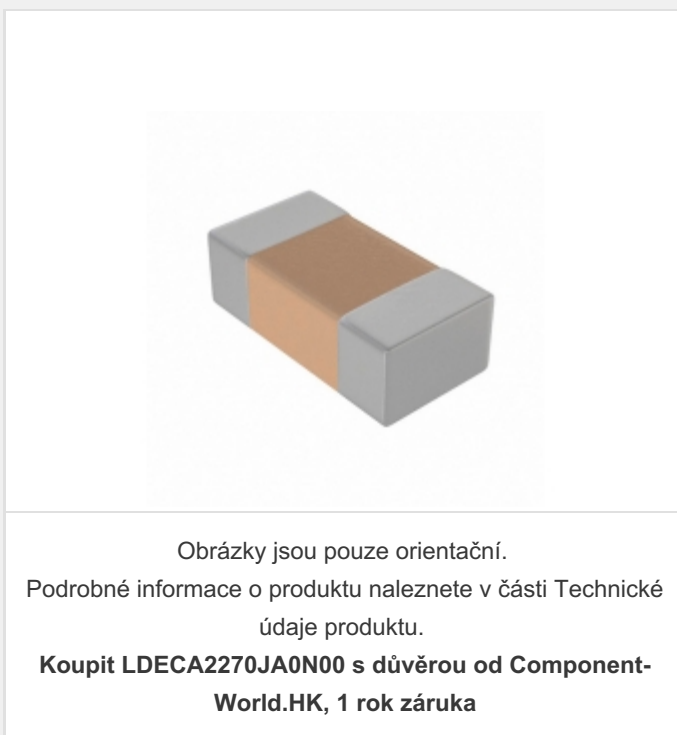 Obrázky jsou pouze orientační.
Podrobné informace o produktu naleznete v části Technické
údaje produktu.
Koupit LDECA2270JA0N00 s důvěrou od Component-
World.HK, 1 rok záruka